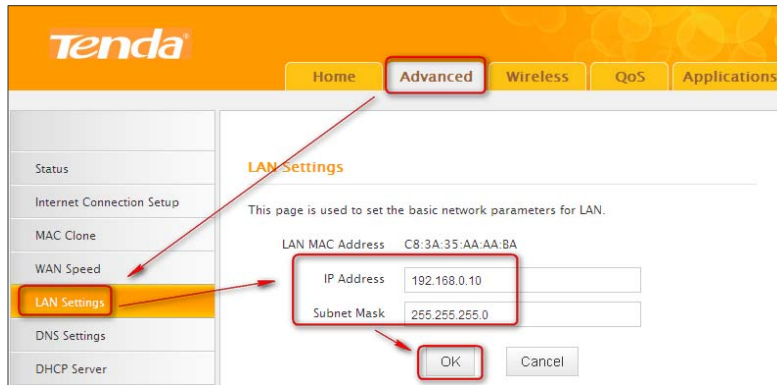 Tenda
Home Advanced Wireless QoS Applications
Status
Internet Connection Setup
MAC Clone
WAN Speed
LAN Settings
DNS Settings
DHCP Server
LAN Settings
This page is used to set the basic network parameters for LAN.
LAN MAC Address C8:3A:35:AA:AA:BA
IP Address 192.168.0.10
Subnet Mask 255.255.255.0
OK Cancel